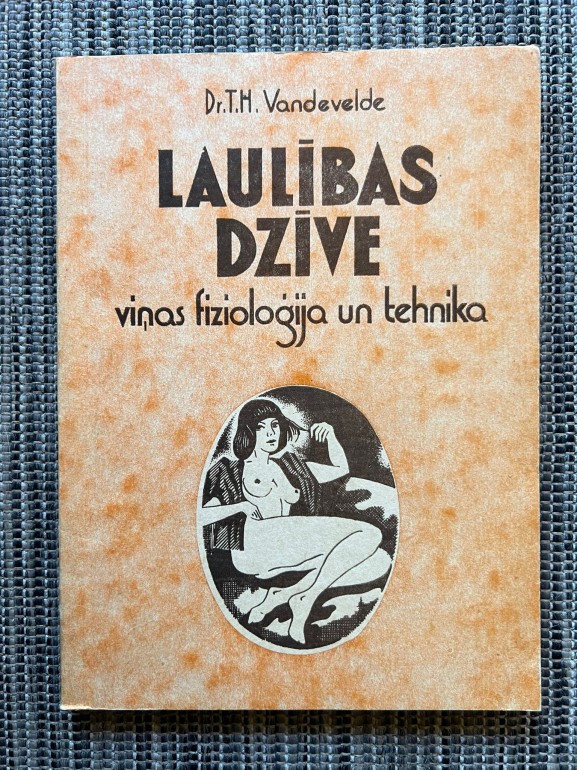 Dr.T.H. Vandevelde
LAULĪBAS
DZĪVE
viņas fizioloģija un tehnika